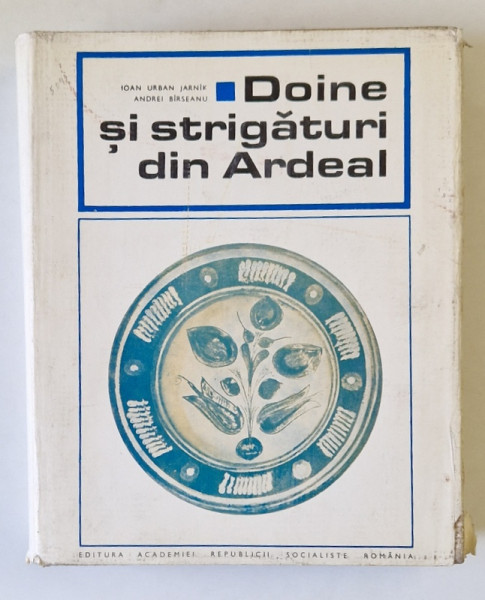 IOAN URBAN JARNÍK
ANDREI BÎRSEANU
Doine
și strigături
din Ardeal
EDITURA ACADEMIEI REPUBLICII SOCIALISTE ROMÂNIA